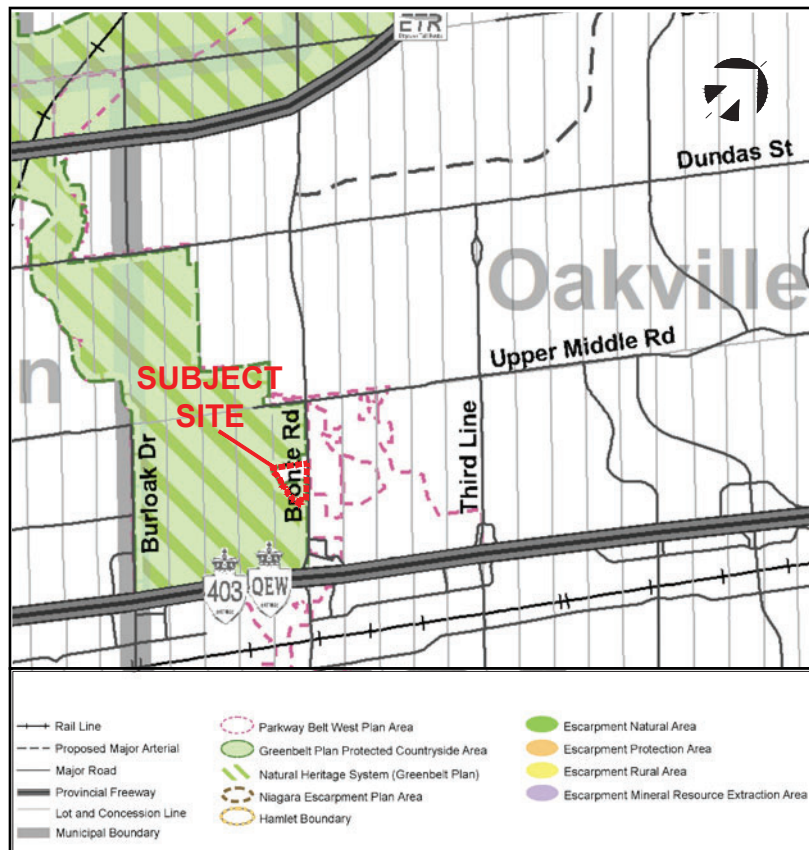 ETR
Dundas St
Oakville
Upper Middle Rd
n
SUBJECT
SITE
Bronte Rd
Third Line
Burloak Dr
403
QEW
Rail Line
Proposed Major Arterial
Major Road
Provincial Freeway
Lot and Concession Line
Municipal Boundary
Parkway Belt West Plan Area
Greenbelt Plan Protected Countryside Area
Natural Heritage System (Greenbelt Plan)
Niagara Escarpment Plan Area
Hamlet Boundary
Escarpment Natural Area
Escarpment Protection Area
Escarpment Rural Area
Escarpment Mineral Resource Extraction Area